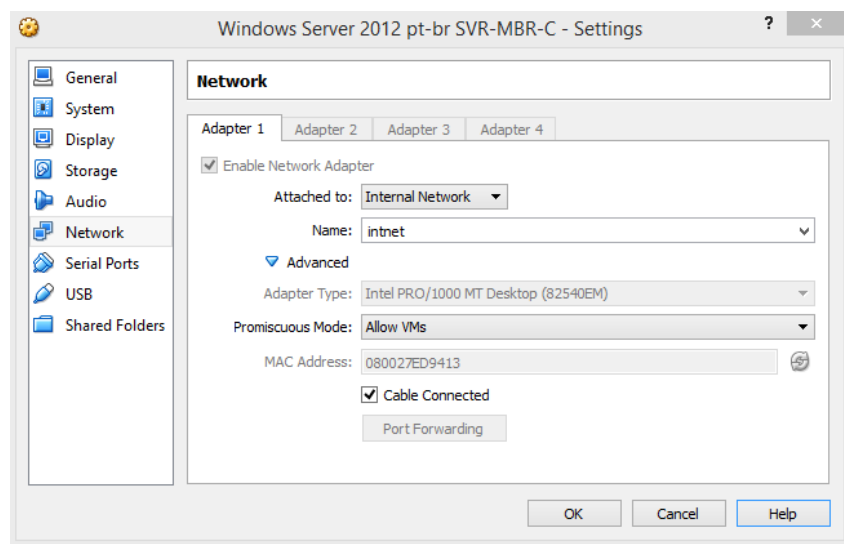 Windows Server 2012 pt-br SVR-MBR-C - Settings
?
General
System
Display
Storage
Audio
Network
Serial Ports
USB
Shared Folders
Network
Adapter 1 Adapter 2 Adapter 3 Adapter 4
Enable Network Adapter
Attached to: Internal Network
Name: intnet
Advanced
Adapter Type: Intel PRO/1000 MT Desktop (82540EM)
Promiscuous Mode: Allow VMs
MAC Address: 080027ED9413
Cable Connected
Port Forwarding
OK Cancel Help